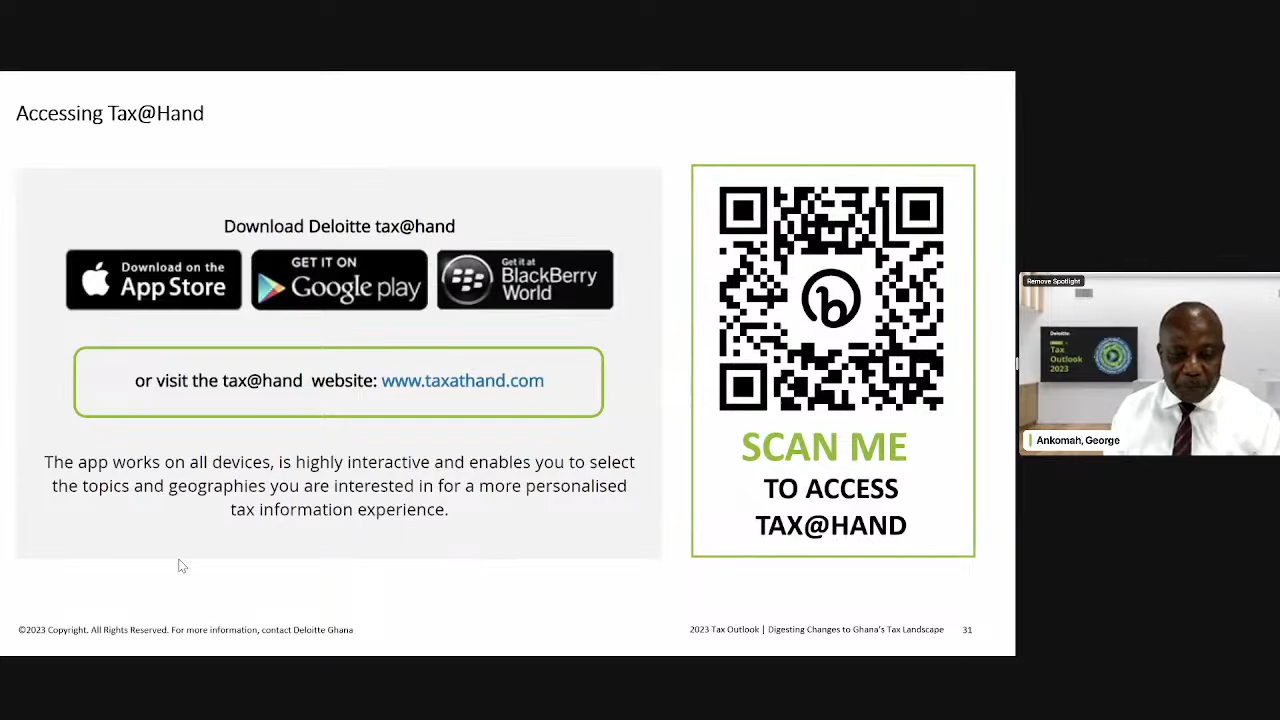 Accessing Tax@Hand
Download Deloitte tax@hand
Download on the
App Store
GET IT ON
Google play
Get it at
BlackBerry
World
or visit the tax@hand website: www.taxathand.com
The app works on all devices, is highly interactive and enables you to select
the topics and geographies you are interested in for a more personalised
tax information experience.
SCAN ME
TO ACCESS
TAX@HAND
©2023 Copyright. All Rights Reserved. For more information, contact Deloitte Ghana
2023 Tax Outlook | Digesting Changes to Ghana's Tax Landscape 31
Remove Spotlight
Deloitte.
Tax
Outlook
2023
Ankomah, George